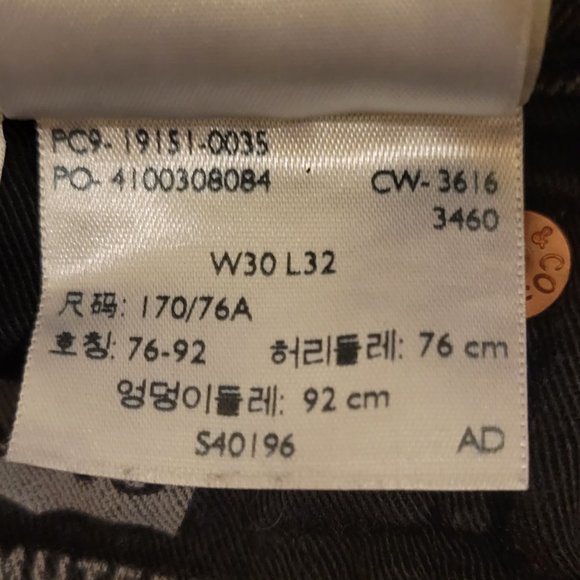 PC9- 19151-0035
PO- 4100308084 CW- 3616
3460
W30 L32
尺码: 170/76A
호칭: 76-92 허리둘레: 76 cm
엉덩이둘레: 92 cm
S40196 AD
& CO